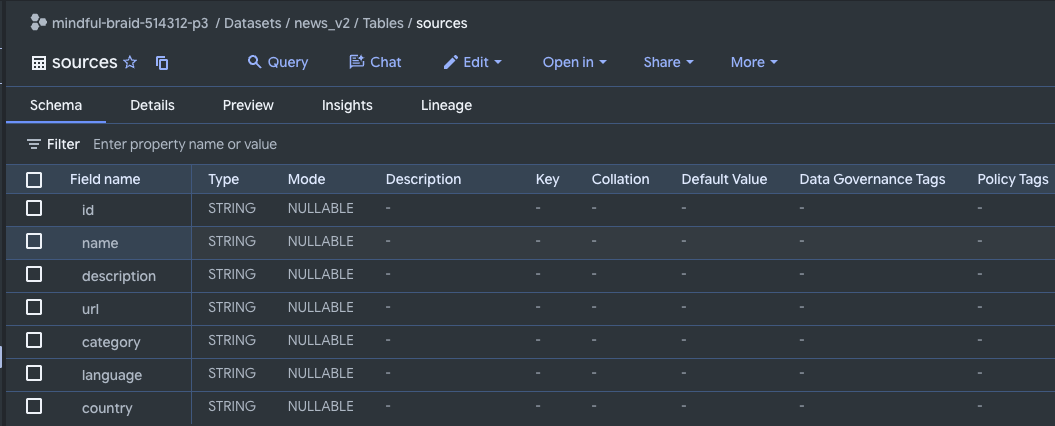 mindful-braid-514312-p3 / Datasets / news_v2 / Tables / sources
sources Query Chat Edit Open in Share More
Schema Details Preview Insights Lineage
Filter Enter property name or value
Field name Type Mode Description Key Collation Default Value Data Governance Tags Policy Tags
id STRING NULLABLE - - - - - -
name STRING NULLABLE - - - - - -
description STRING NULLABLE - - - - - -
url STRING NULLABLE - - - - - -
category STRING NULLABLE - - - - - -
language STRING NULLABLE - - - - - -
country STRING NULLABLE - - - - - -